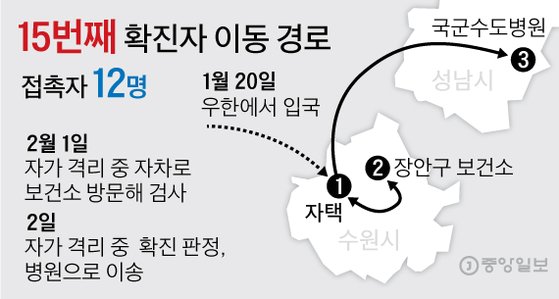 15번째 확진자 이동 경로
접촉자 12명
1월 20일
우한에서 입국
2월 1일
자가 격리 중 자차로
보건소 방문해 검사
2일
자가 격리 중 확진 판정,
병원으로 이송
국군수도병원
3
성남시
2 장안구 보건소
1
자택
수원시
J 중앙일보